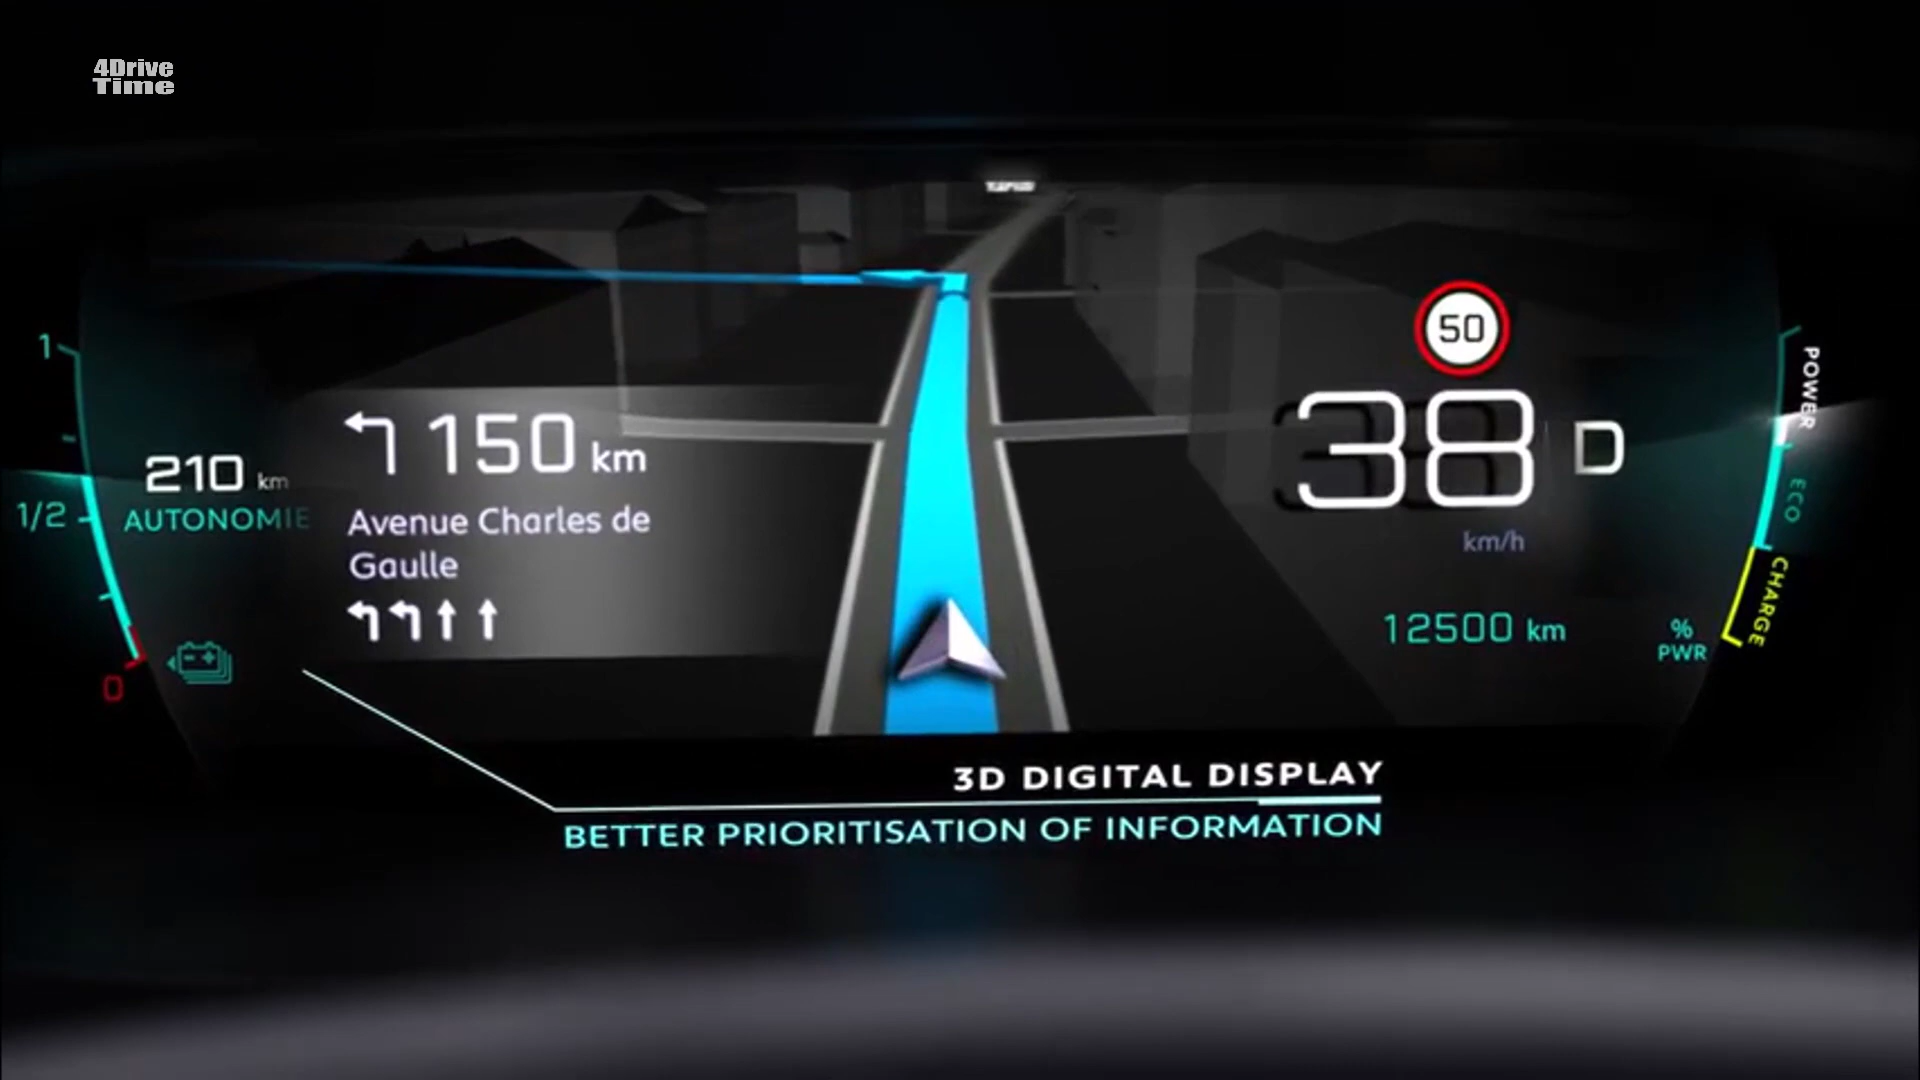 4Drive
Time
50
1
POWER
150 km
38 D
210 km
1/2
AUTONOMIE
Avenue Charles de
Gaulle
ECO
km/h
CHARGE
12500 km
%
PWR
0
3D DIGITAL DISPLAY
BETTER PRIORITISATION OF INFORMATION